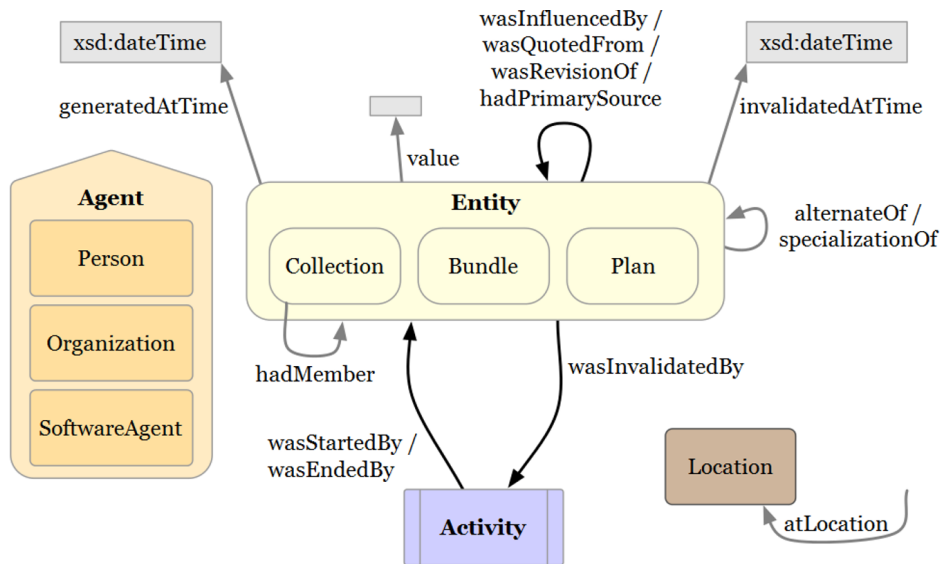 wasInfluencedBy /
wasQuotedFrom /
wasRevisionOf /
hadPrimarySource
xsd:dateTime
xsd:dateTime
generatedAtTime
value
invalidatedAtTime
Agent
Person
Organization
SoftwareAgent
Entity
Collection
Bundle
Plan
alternateOf /
specializationOf
hadMember
wasInvalidatedBy
wasStartedBy /
wasEndedBy
Activity
Location
atLocation